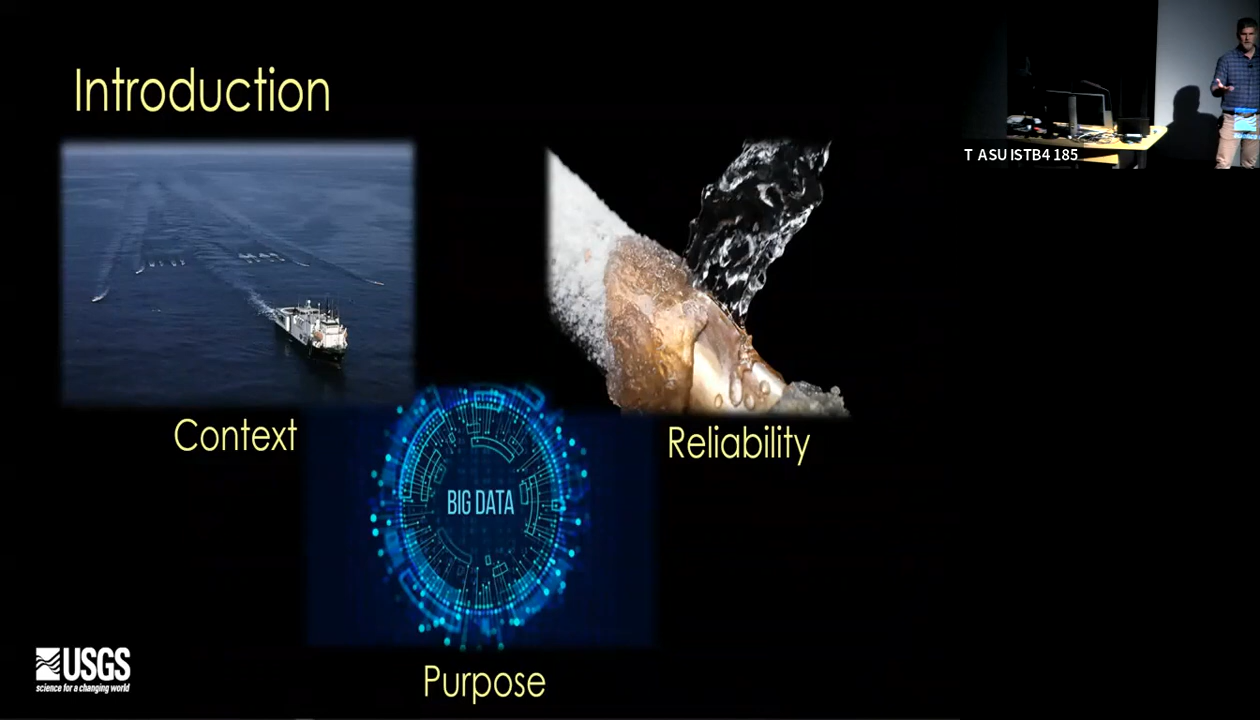 Introduction
T ASU ISTB4 185
Context
Reliability
BIG DATA
USGS
science for a changing world
Purpose